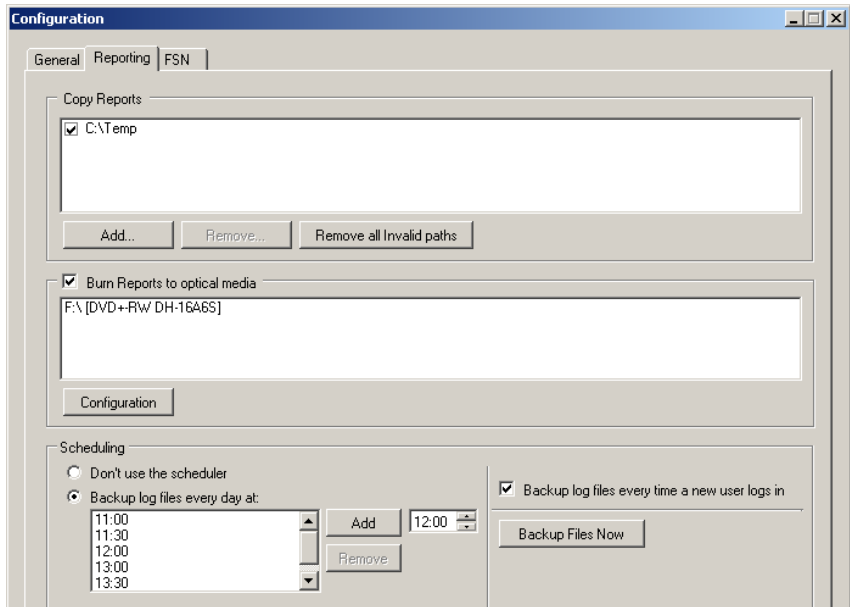 Configuration
General Reporting FSN
Copy Reports
C:\Temp
Add... Remove... Remove all Invalid paths
Burn Reports to optical media
F:\ [DVD+-RW DH-16A6S]
Configuration
Scheduling
Don't use the scheduler
Backup log files every day at:
11:00
11:30
12:00
13:00
13:30
Add 12:00
Remove
Backup log files every time a new user logs in
Backup Files Now